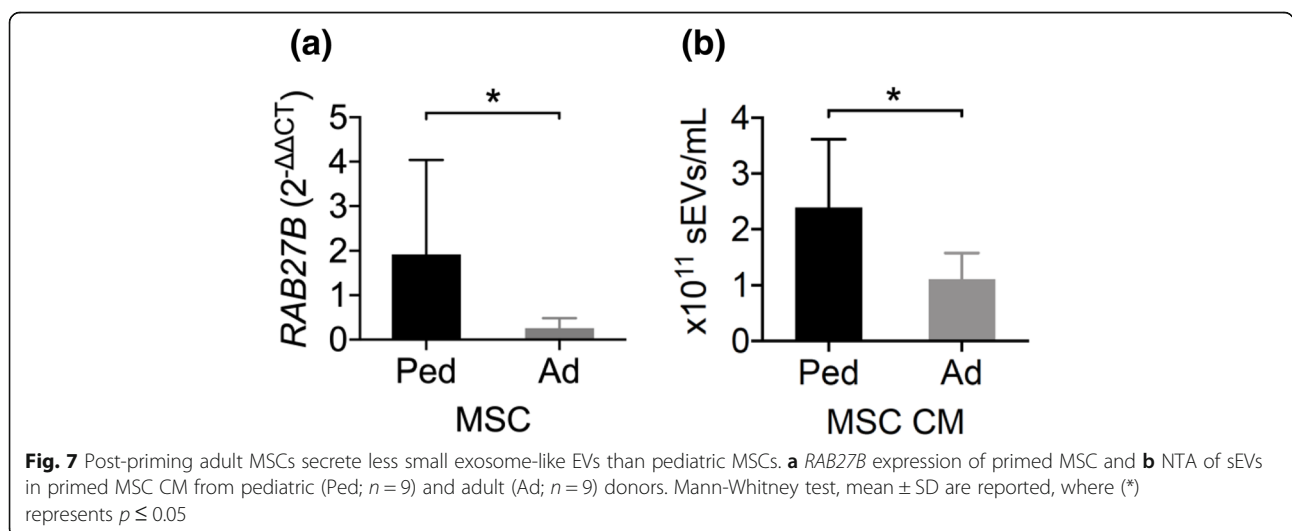 (a)
(b)
*
*
RAB27B (2^-ΔΔCT)
5
4
3
2
1
0
Ped
Ad
MSC
x10^11 sEVs/mL
4
3
2
1
0
Ped
Ad
MSC CM
Fig. 7 Post-priming adult MSCs secrete less small exosome-like EVs than pediatric MSCs. a RAB27B expression of primed MSC and b NTA of sEVs
in primed MSC CM from pediatric (Ped; n = 9) and adult (Ad; n = 9) donors. Mann-Whitney test, mean ± SD are reported, where (*)
represents p ≤ 0.05